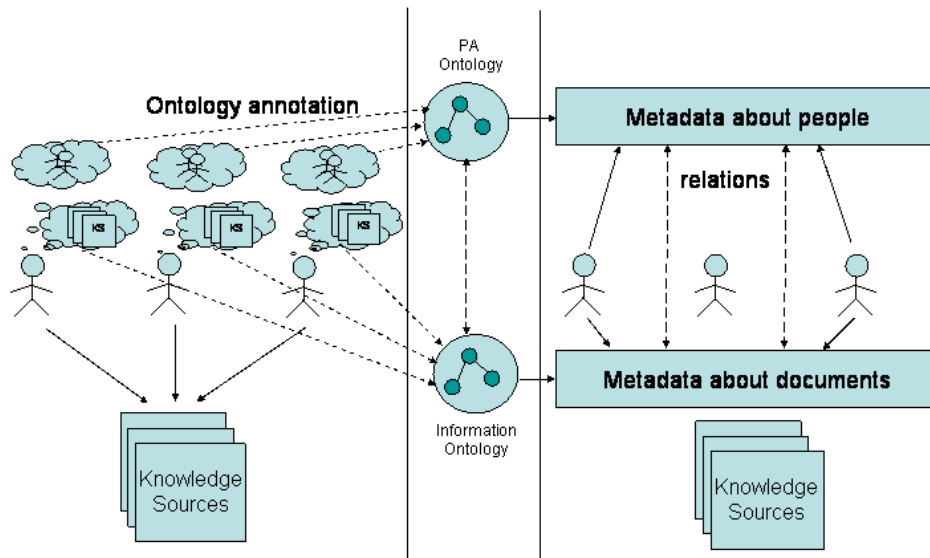 PA
Ontology
Ontology annotation
Metadata about people
relations
KS
KS
KS
Metadata about documents
Information
Ontology
Knowledge
Sources
Knowledge
Sources